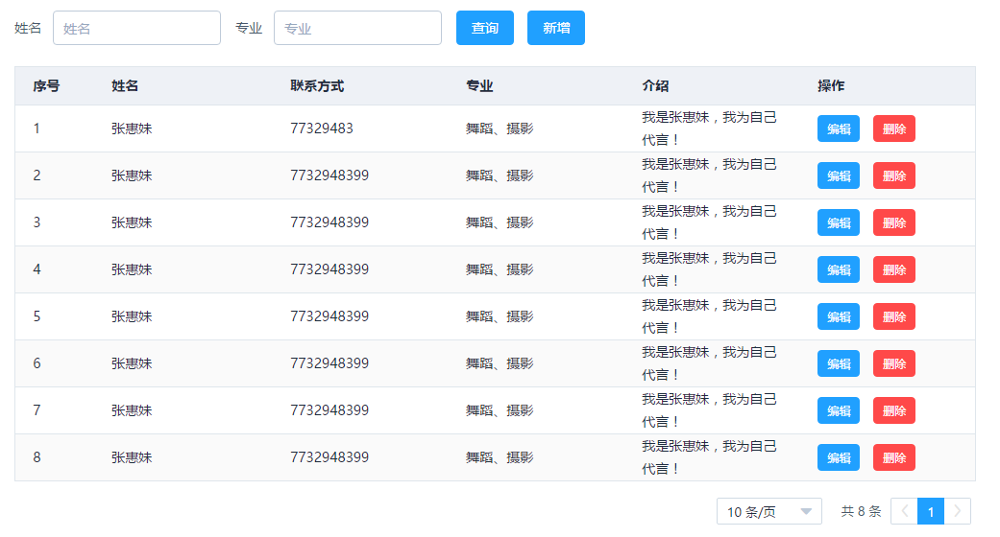 姓名 姓名 专业 专业 查询 新增
序号 姓名 联系方式 专业 介绍 操作
1 张惠妹 77329483 舞蹈、摄影 我是张惠妹，我为自己 编辑 删除
代言！
2 张惠妹 7732948399 舞蹈、摄影 我是张惠妹，我为自己 编辑 删除
代言！
3 张惠妹 7732948399 舞蹈、摄影 我是张惠妹，我为自己 编辑 删除
代言！
4 张惠妹 7732948399 舞蹈、摄影 我是张惠妹，我为自己 编辑 删除
代言！
5 张惠妹 7732948399 舞蹈、摄影 我是张惠妹，我为自己 编辑 删除
代言！
6 张惠妹 7732948399 舞蹈、摄影 我是张惠妹，我为自己 编辑 删除
代言！
7 张惠妹 7732948399 舞蹈、摄影 我是张惠妹，我为自己 编辑 删除
代言！
8 张惠妹 7732948399 舞蹈、摄影 我是张惠妹，我为自己 编辑 删除
代言！
10 条/页 共 8 条 1